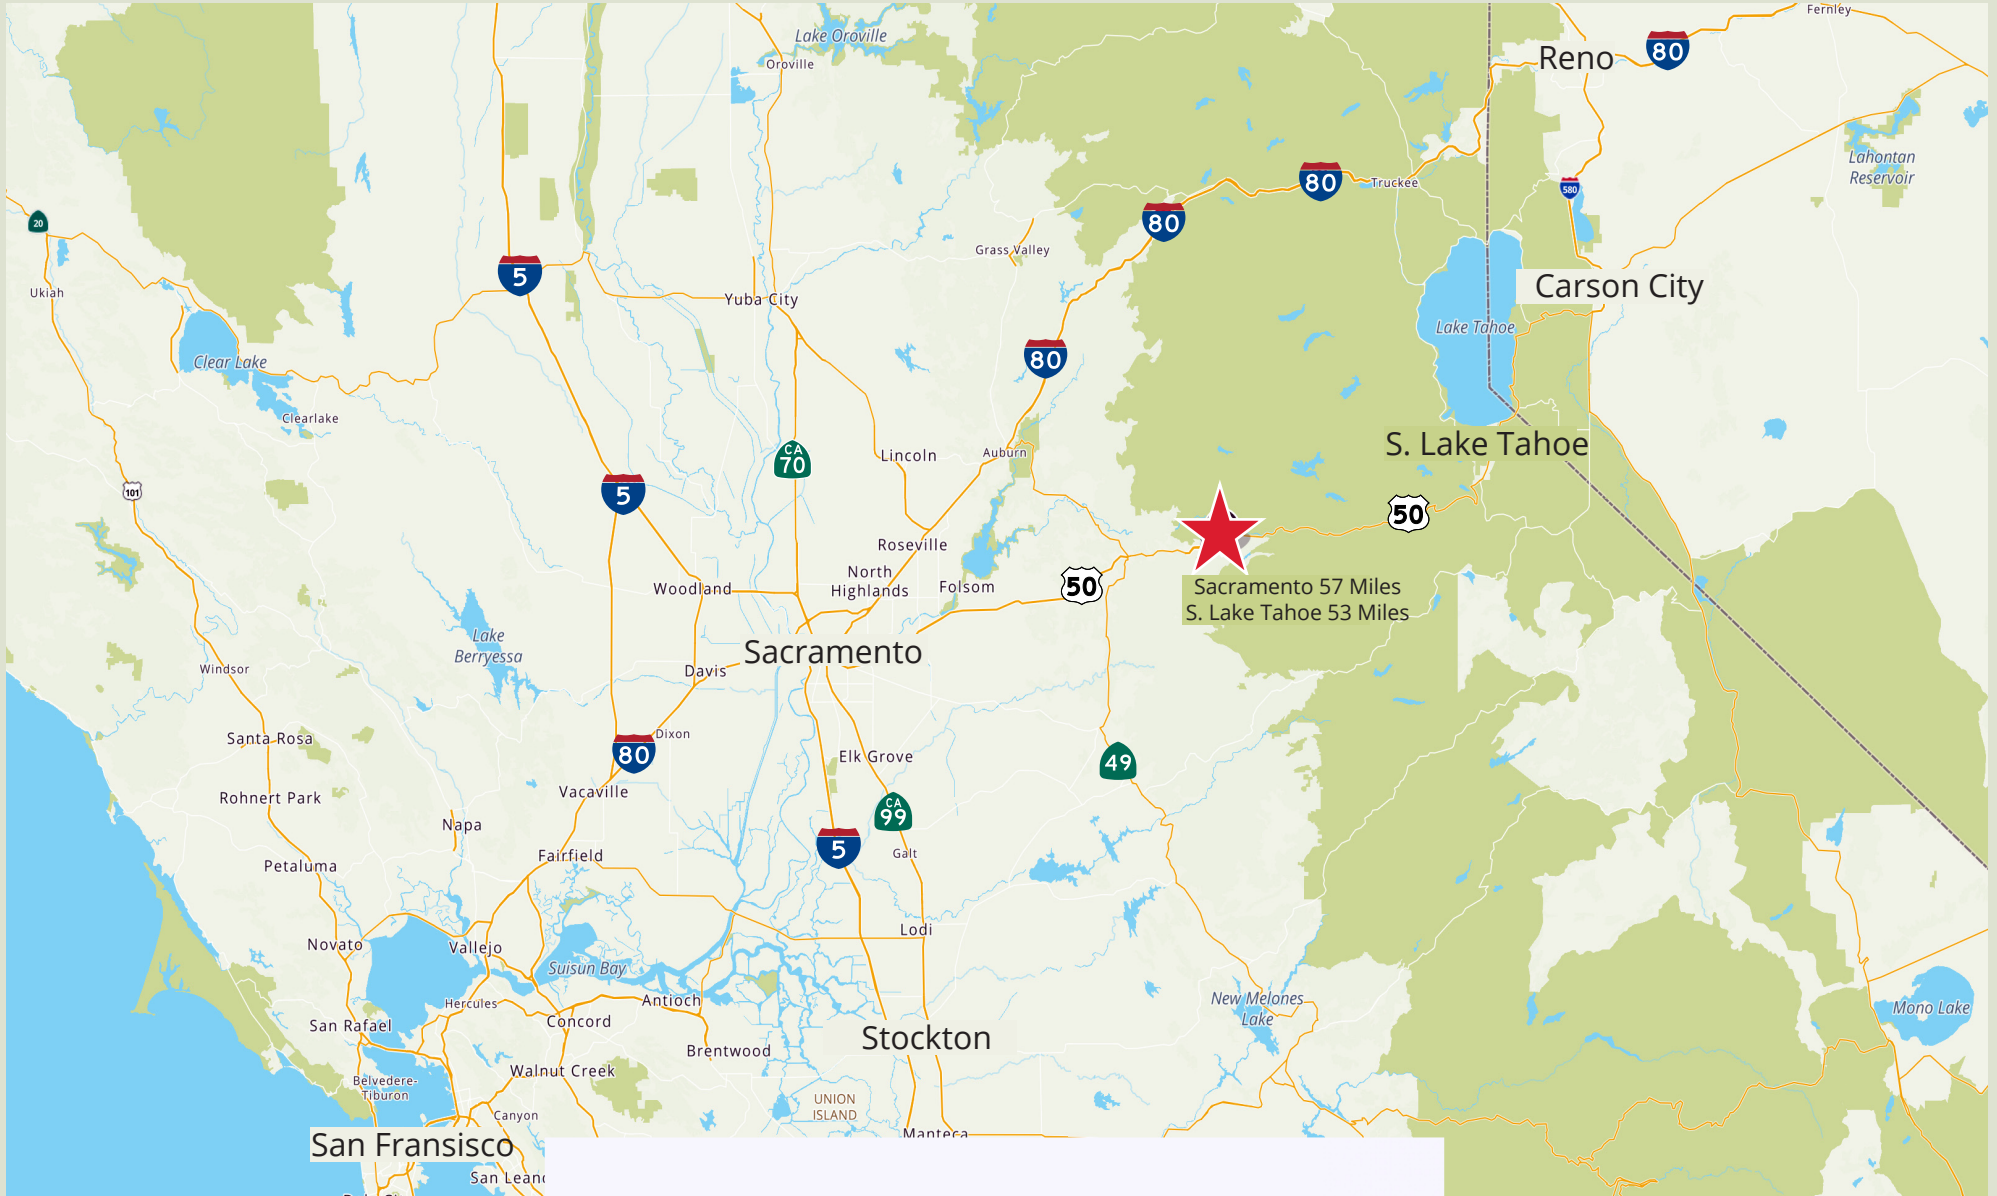 Fernley
Lake Oroville
Reno
80
Oroville
Lahontan
Reservoir
80
Truckee
580
80
20
Grass Valley
5
Carson City
Ukiah
Yuba City
Lake Tahoe
80
Clear Lake
Clearlake
S. Lake Tahoe
Auburn
Lincoln
CA
70
101
5
50
Roseville
North
Highlands
Folsom
50
Woodland
Sacramento 57 Miles
S. Lake Tahoe 53 Miles
Lake
Berryessa
Sacramento
Windsor
Davis
Santa Rosa
Dixon
80
Elk Grove
49
Vacaville
Rohnert Park
CA
99
Napa
5
Galt
Fairfield
Petaluma
Lodi
Novato
Vallejo
Suisun Bay
Hercules
Antioch
New Melones
Lake
Mono Lake
San Rafael
Concord
Stockton
Brentwood
Walnut Creek
Belvedere-
Tiburon
UNION
ISLAND
Canyon
Manteca
San Fransisco
San Leand